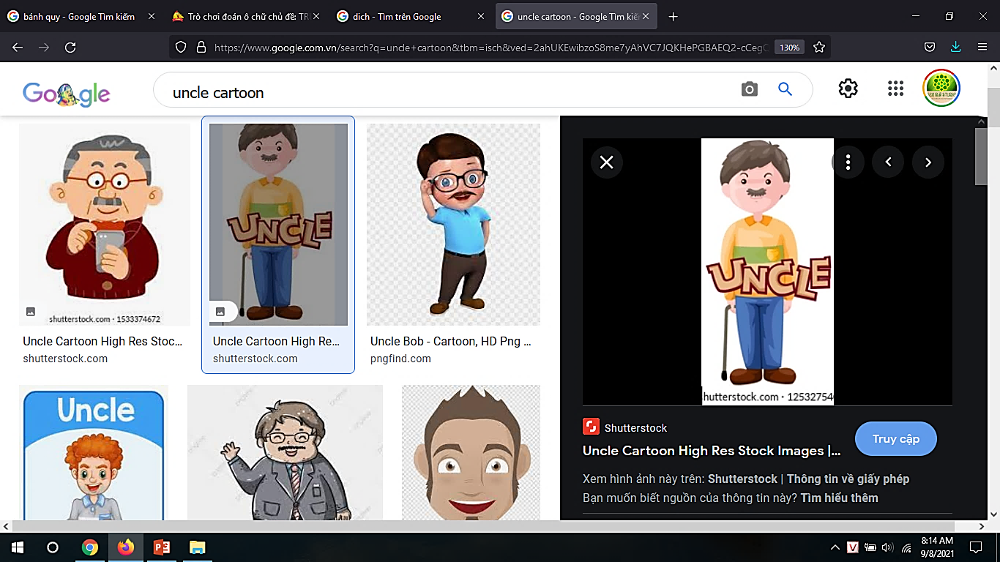 bánh quy - Google Tìm kiếm
Trò chơi đoán ô chữ chủ đề: TRU
dich - Tìm trên Google
uncle cartoon - Google Tìm kiế
https://www.google.com.vn/search?q=uncle+cartoon&tbm=isch&ved=2ahUKEwibzoS8me7yAhVC7JQKHePGBAEQ2-cCegQ
130%
Google
uncle cartoon
shutterstock.com · 1533374672
UNCLE
Uncle Cartoon High Res Stoc...
shutterstock.com
Uncle Cartoon High Re...
shutterstock.com
Uncle Bob - Cartoon, HD Png ...
pngfind.com
Uncle
UNCLE
hutterstock.com · 12532754
Shutterstock
Uncle Cartoon High Res Stock Images |...
Truy cập
Xem hình ảnh này trên: Shutterstock | Thông tin về giấy phép
Bạn muốn biết nguồn của thông tin này? Tìm hiểu thêm
V
8:14 AM
9/8/2021